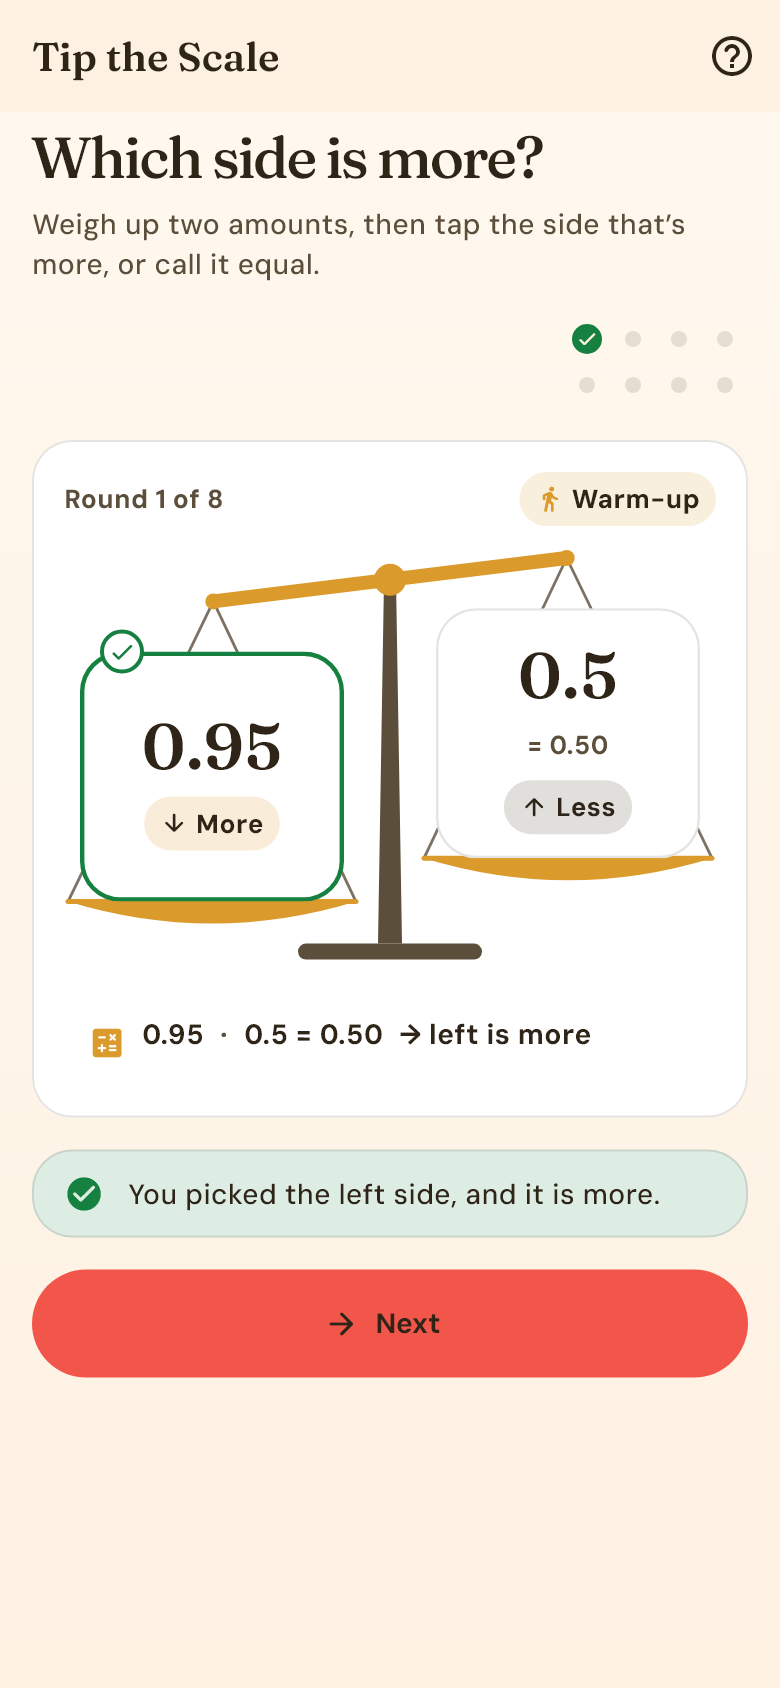 Tip the Scale
Which side is more?
Weigh up two amounts, then tap the side that’s
more, or call it equal.
Round 1 of 8
Warm-up
0.95
More
0.5
= 0.50
Less
0.95 · 0.5 = 0.50 → left is more
You picked the left side, and it is more.
→ Next